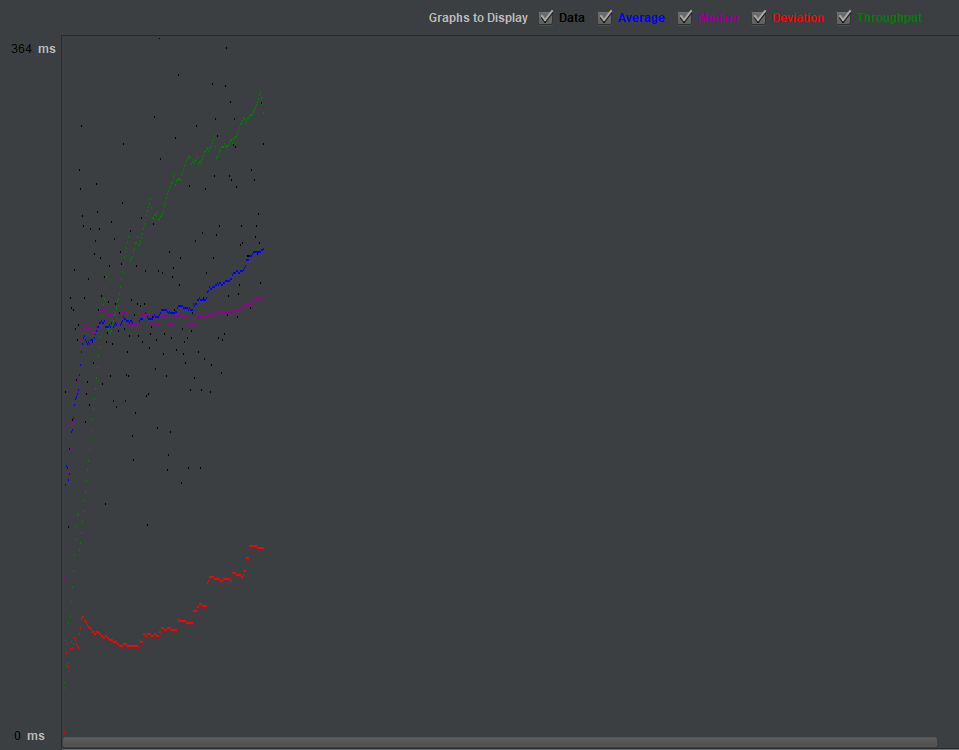 Graphs to Display Data Average Median Deviation Throughput
364 ms
0 ms